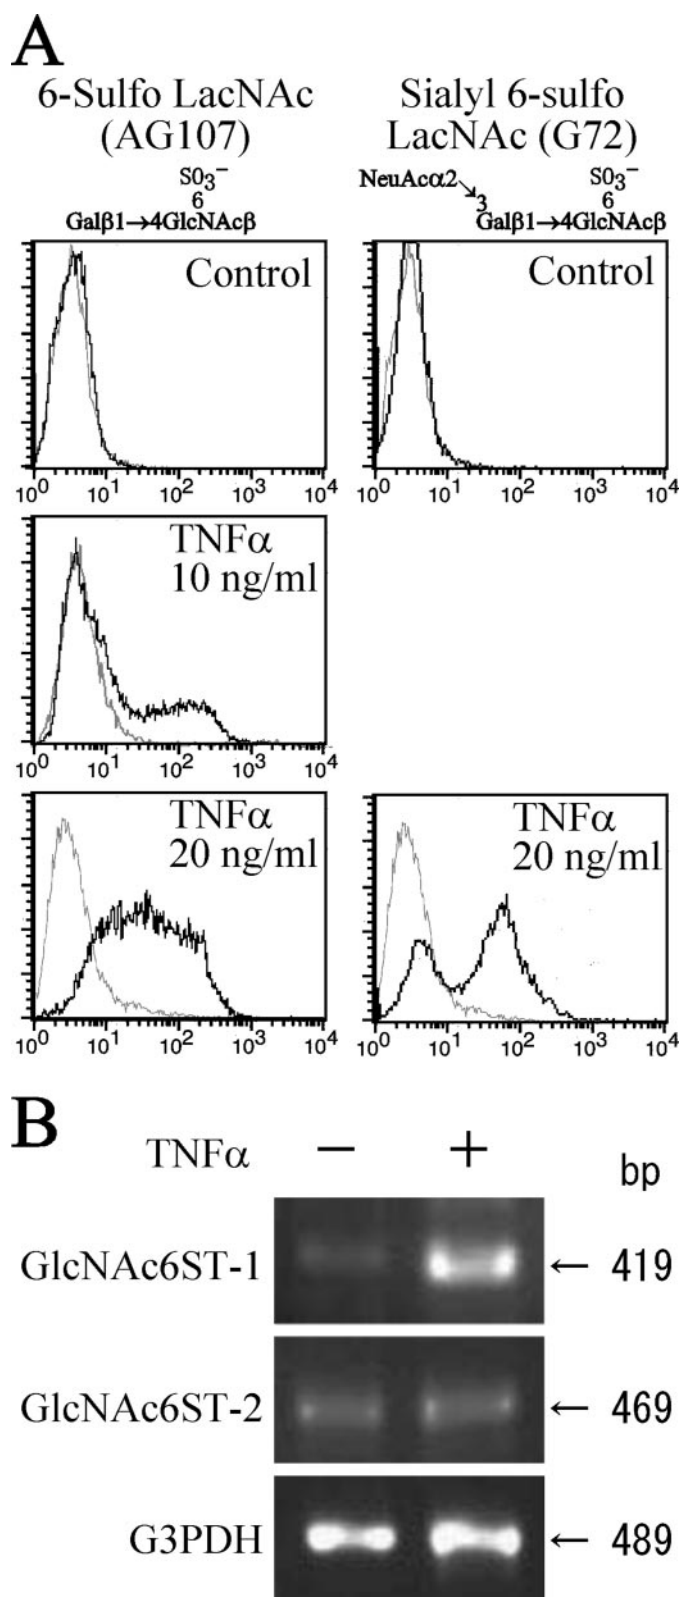 A
6-Sulfo LacNAc
(AG107)
SO3−
6
Galβ1→4GlcNAcβ
Sialyl 6-sulfo
LacNAc (G72)
NeuAcα2↘3
SO3−
6
Galβ1→4GlcNAcβ
Control
10^0 10^1 10^2 10^3 10^4
Control
10^0 10^1 10^2 10^3 10^4
TNFα
10 ng/ml
10^0 10^1 10^2 10^3 10^4
TNFα
20 ng/ml
10^0 10^1 10^2 10^3 10^4
TNFα
20 ng/ml
10^0 10^1 10^2 10^3 10^4
B
TNFα − + bp
GlcNAc6ST-1 ← 419
GlcNAc6ST-2 ← 469
G3PDH ← 489